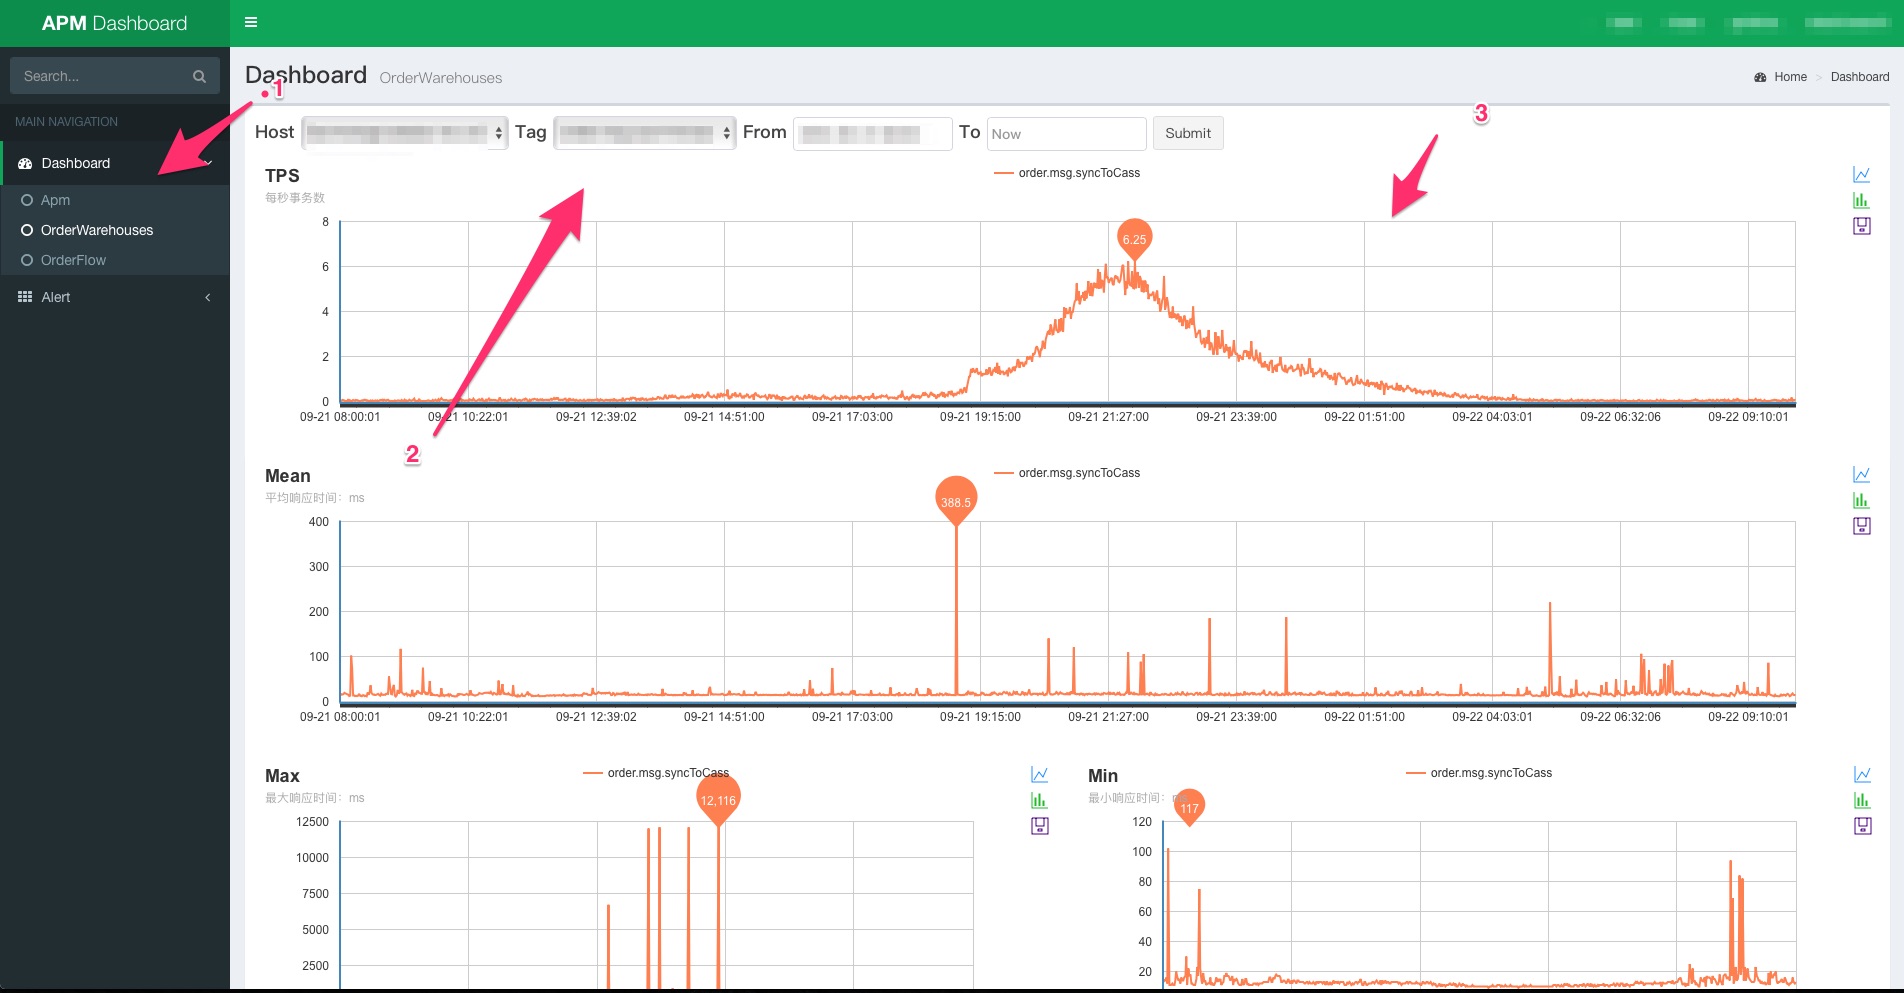 APM Dashboard
Search...
MAIN NAVIGATION
Dashboard
Apm
OrderWarehouses
OrderFlow
Alert
Dashboard OrderWarehouses
Home > Dashboard
1
Host Tag From To Now Submit
3
TPS
每秒事务数
order.msg.syncToCass
8
6
4
2
0
6.25
09-21 08:00:01 09-21 10:22:01 09-21 12:39:02 09-21 14:51:00 09-21 17:03:00 09-21 19:15:00 09-21 21:27:00 09-21 23:39:00 09-22 01:51:00 09-22 04:03:01 09-22 06:32:06 09-22 09:10:01
2
Mean
平均响应时间：ms
order.msg.syncToCass
388.5
400
300
200
100
0
09-21 08:00:01 09-21 10:22:01 09-21 12:39:02 09-21 14:51:00 09-21 17:03:00 09-21 19:15:00 09-21 21:27:00 09-21 23:39:00 09-22 01:51:00 09-22 04:03:01 09-22 06:32:06 09-22 09:10:01
Max
最大响应时间：ms
order.msg.syncToCass
12,116
12500
10000
7500
5000
2500
Min
最小响应时间：ms
order.msg.syncToCass
117
120
100
80
60
40
20